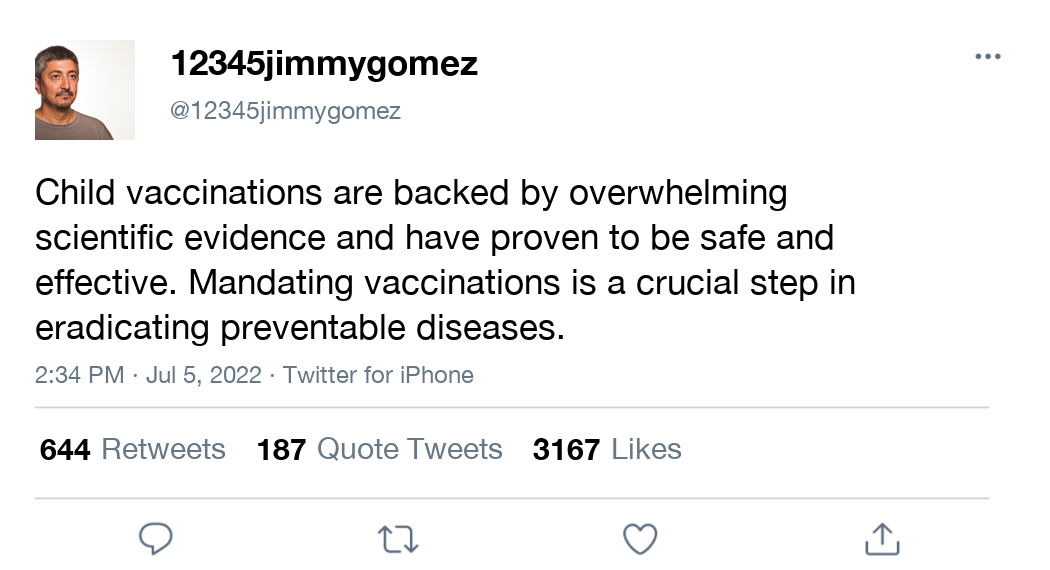 12345jimmygomez
@12345jimmygomez
Child vaccinations are backed by overwhelming
scientific evidence and have proven to be safe and
effective. Mandating vaccinations is a crucial step in
eradicating preventable diseases.
2:34 PM · Jul 5, 2022 · Twitter for iPhone
644 Retweets 187 Quote Tweets 3167 Likes